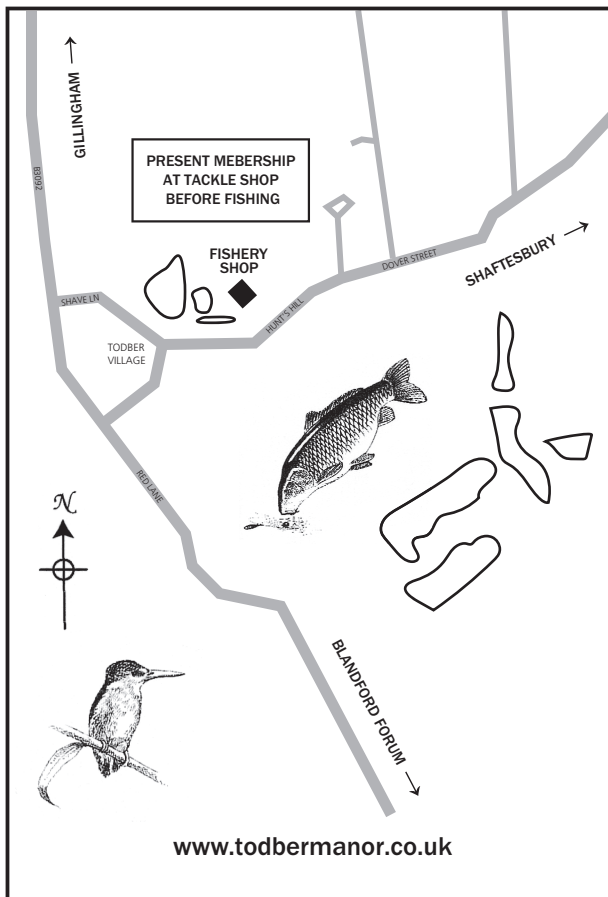 GILLINGHAM
B3092
PRESENT MEBERSHIP
AT TACKLE SHOP
BEFORE FISHING
FISHERY
SHOP
SHAFTESBURY
DOVER STREET
HUNT'S HILL
SHAVE LN
TODBER
VILLAGE
RED LANE
N
BLANDFORD FORUM
www.todbermanor.co.uk